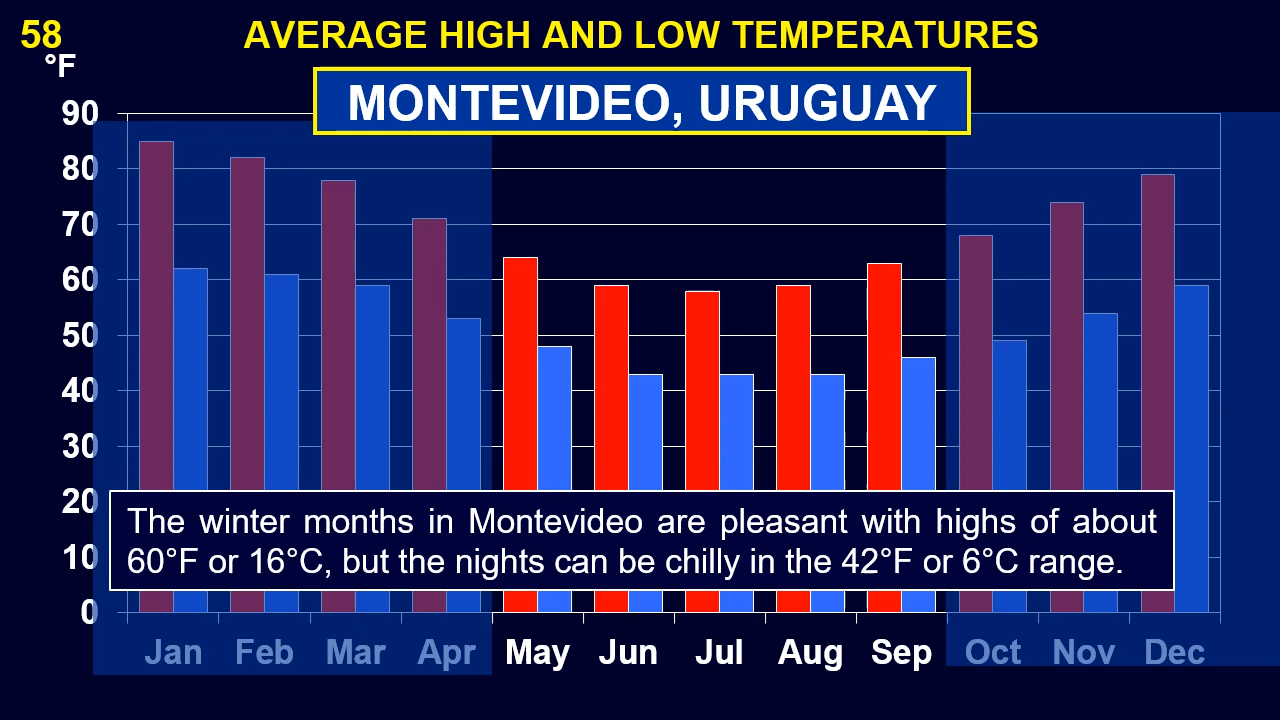 58
AVERAGE HIGH AND LOW TEMPERATURES
°F
MONTEVIDEO, URUGUAY
90
80
70
60
50
40
30
20
10
0
The winter months in Montevideo are pleasant with highs of about
60°F or 16°C, but the nights can be chilly in the 42°F or 6°C range.
Jan Feb Mar Apr May Jun Jul Aug Sep Oct Nov Dec